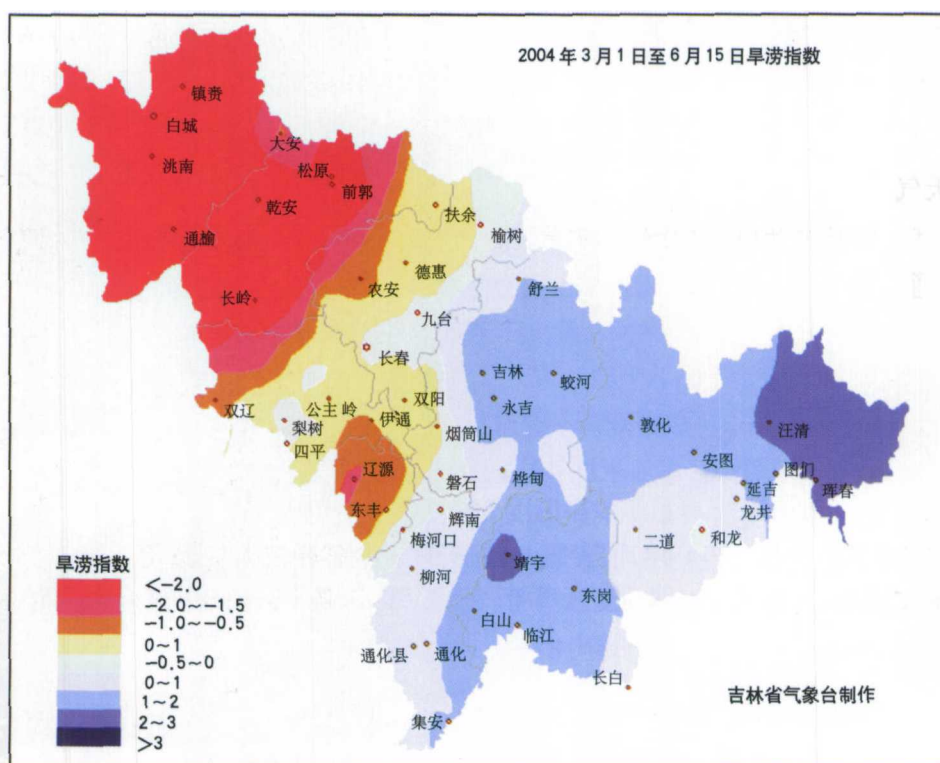 2004年3月1日至6月15日旱涝指数
镇赉
白城
大安
洮南
松原
前郭
乾安
扶余
通榆
榆树
德惠
农安
舒兰
长岭
九台
长春
吉林
蛟河
双辽
公主岭
双阳
永吉
伊通
梨树
烟筒山
敦化
汪清
四平
安图
辽源
磐石
桦甸
图们
延吉
珲春
东丰
辉南
龙井
梅河口
二道
和龙
靖宇
柳河
东岗
白山
临江
通化县
通化
长白
集安
旱涝指数
<-2.0
-2.0~-1.5
-1.0~-0.5
0~1
-0.5~0
0~1
1~2
2~3
>3
吉林省气象台制作